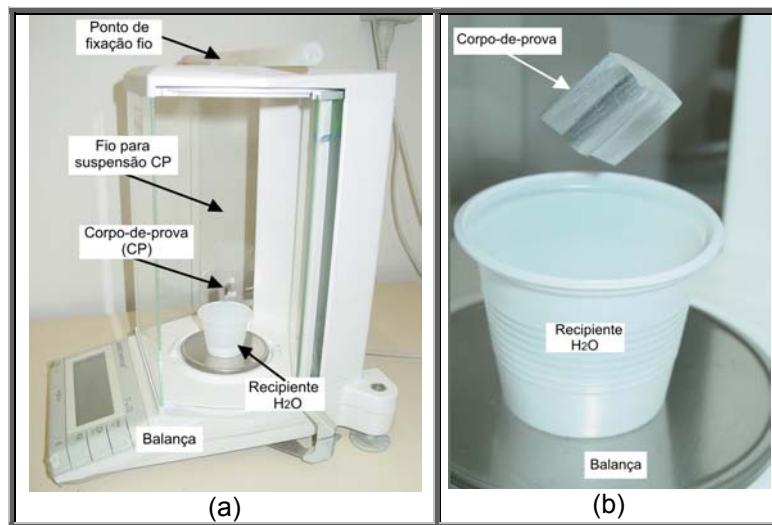 Ponto de
fixação fio
Fio para
suspensão CP
Corpo-de-prova
(CP)
Recipiente
H2O
Balança
(a)
Corpo-de-prova
Recipiente
H2O
Balança
(b)